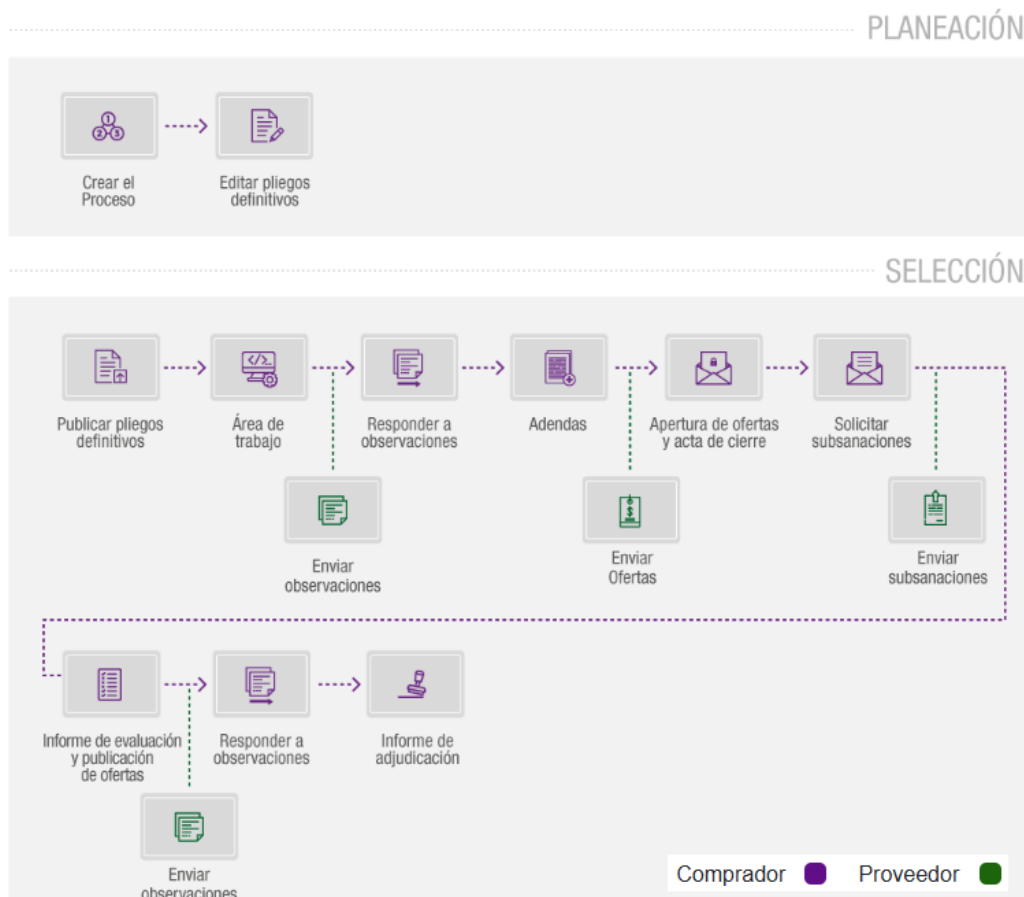 PLANEACIÓN
Crear el
Proceso
Editar pliegos
definitivos
SELECCIÓN
Publicar pliegos
definitivos
Área de
trabajo
Responder a
observaciones
Adendas
Apertura de ofertas
y acta de cierre
Solicitar
subsanaciones
Enviar
observaciones
Enviar
Ofertas
Enviar
subsanaciones
Informe de evaluación
y publicación
de ofertas
Responder a
observaciones
Informe de
adjudicación
Enviar
observaciones
Comprador
Proveedor